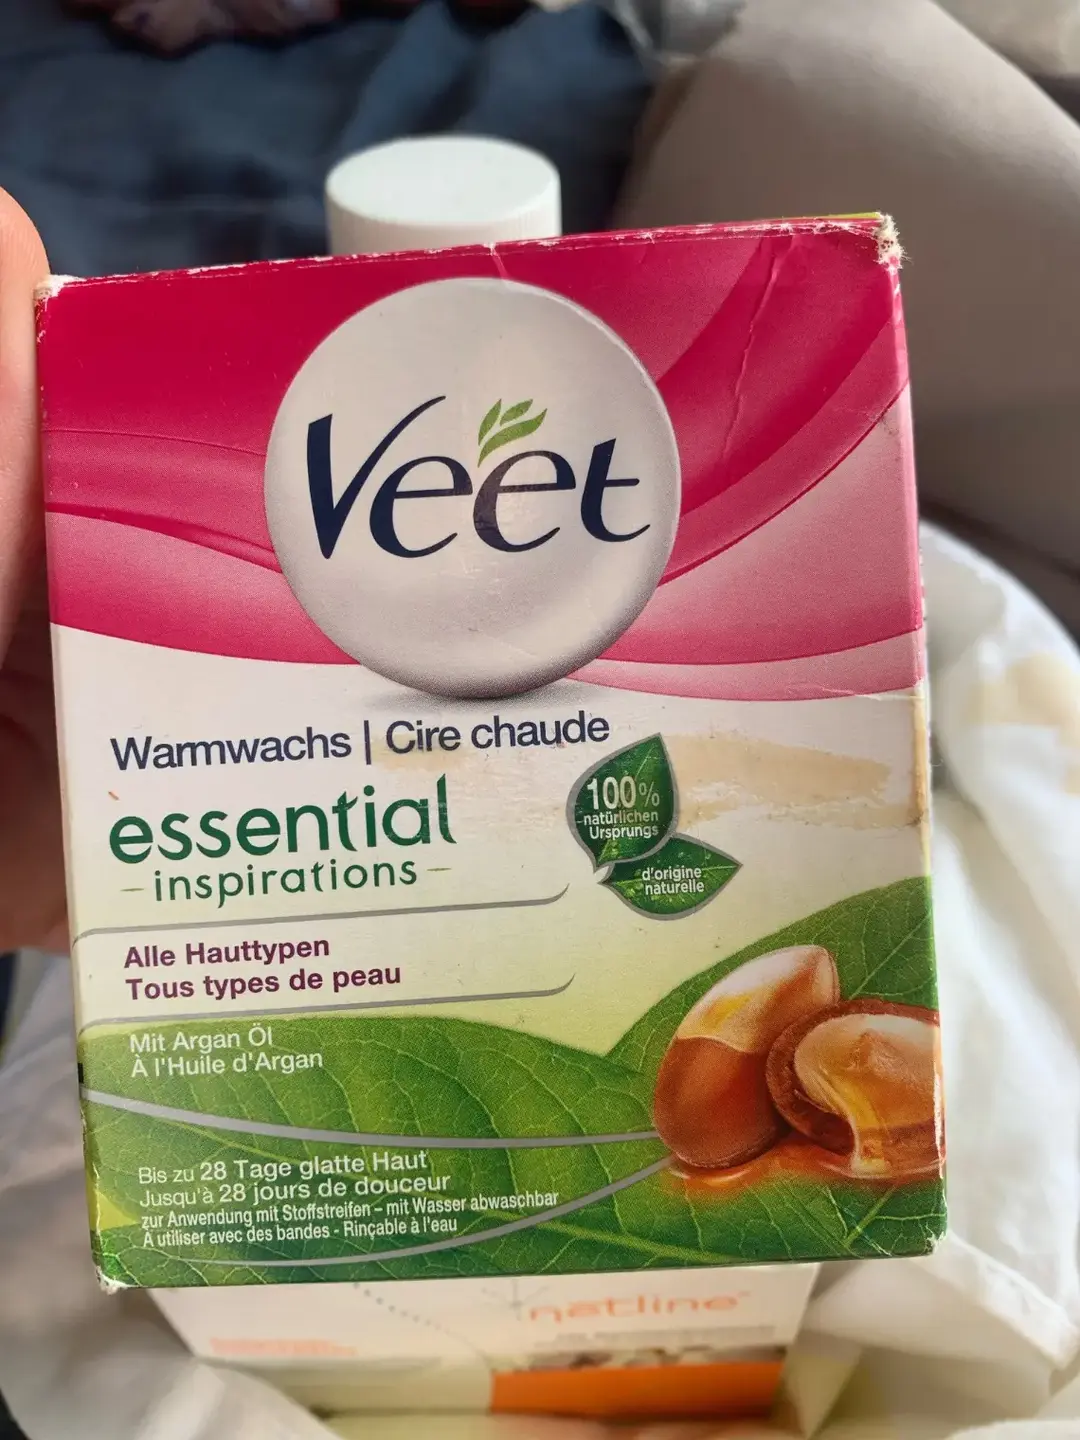 Veet
Warmwachs | Cire chaude
essential
inspirations
100%
natürlichen
Ursprungs
d'origine
naturelle
Alle Hauttypen
Tous types de peau
Mit Argan Öl
À l'Huile d'Argan
Bis zu 28 Tage glatte Haut
Jusqu'à 28 jours de douceur
zur Anwendung mit Stoffstreifen – mit Wasser abwaschbar
À utiliser avec des bandes - Rinçable à l'eau
natline